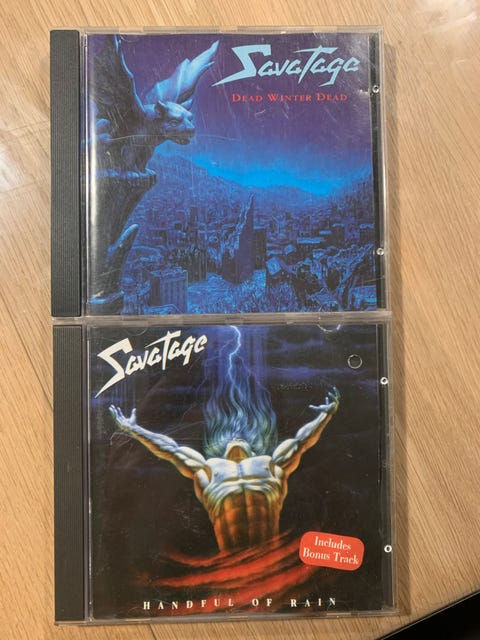 Savatage
Dead Winter Dead
Savatage
Includes
Bonus Track
HANDFUL OF RAIN